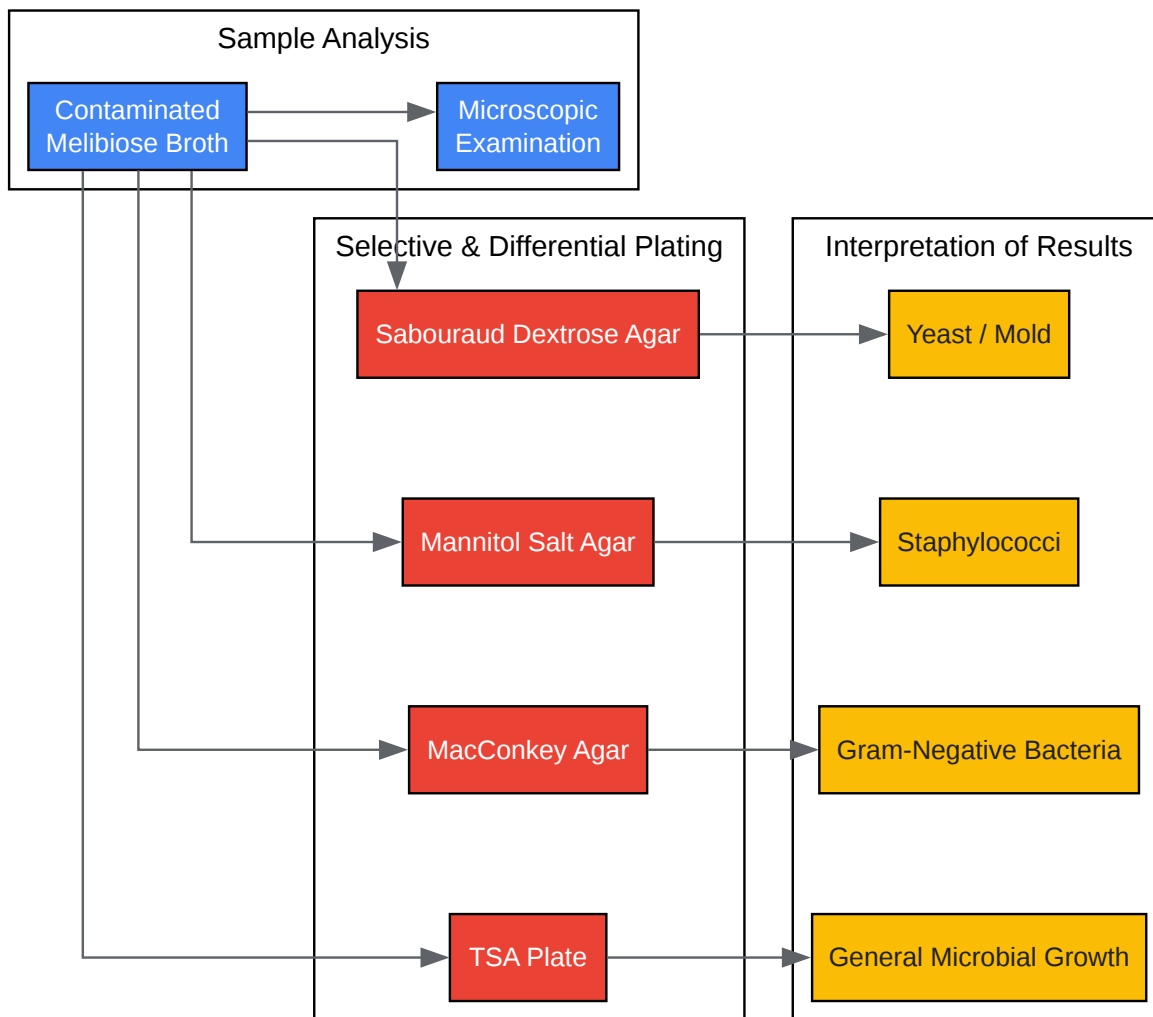 Sample Analysis
Contaminated
Melibiose Broth
Microscopic
Examination
Selective & Differential Plating
Interpretation of Results
Sabouraud Dextrose Agar
Yeast / Mold
Mannitol Salt Agar
Staphylococci
MacConkey Agar
Gram-Negative Bacteria
TSA Plate
General Microbial Growth